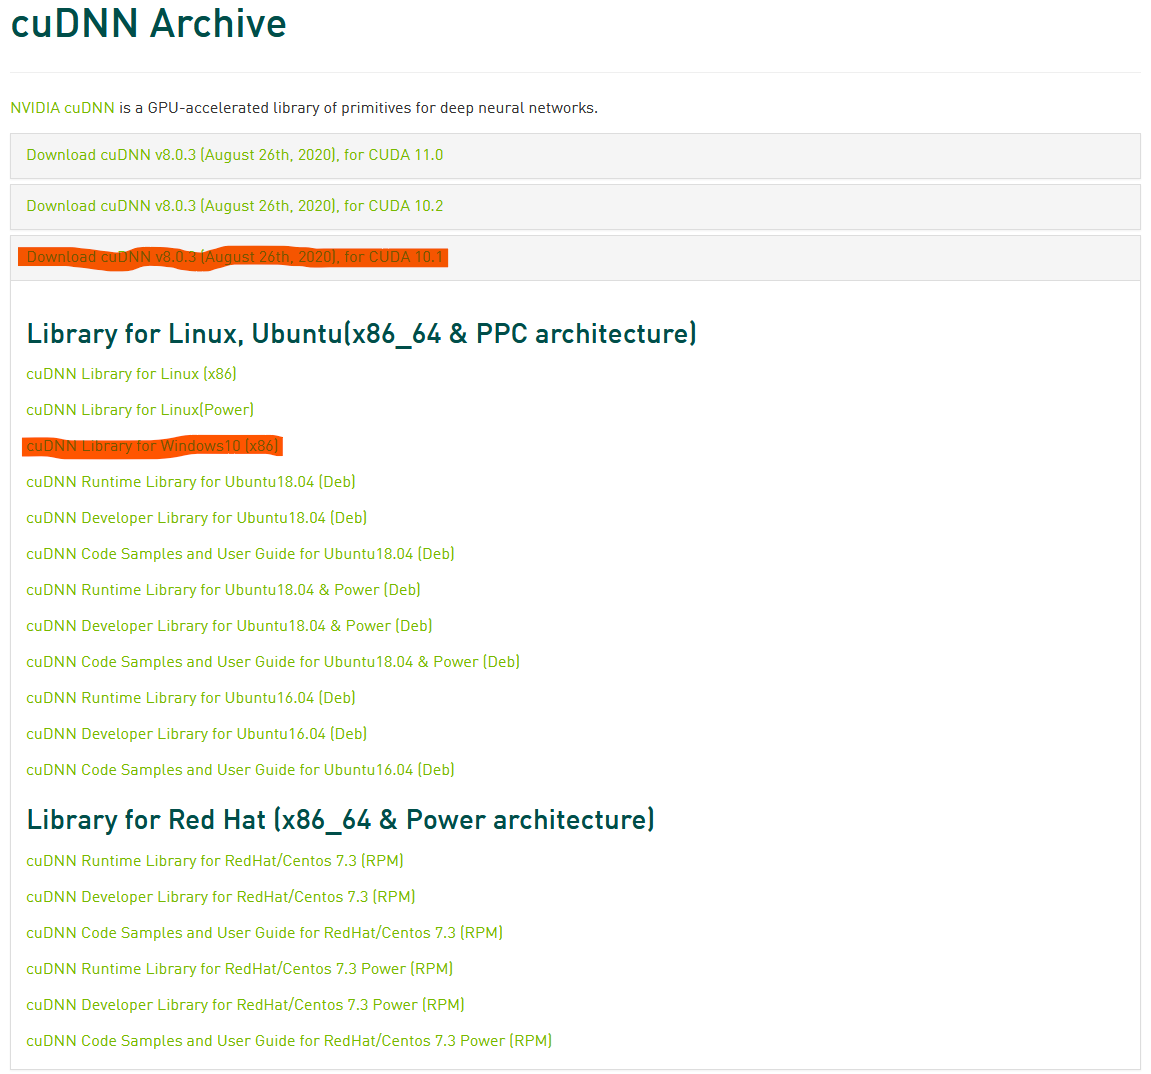 cuDNN Archive
NVIDIA cuDNN is a GPU-accelerated library of primitives for deep neural networks.
Download cuDNN v8.0.3 (August 26th, 2020), for CUDA 11.0
Download cuDNN v8.0.3 (August 26th, 2020), for CUDA 10.2
Download cuDNN v8.0.3 (August 26th, 2020), for CUDA 10.1
Library for Linux, Ubuntu(x86_64 & PPC architecture)
cuDNN Library for Linux (x86)
cuDNN Library for Linux(Power)
cuDNN Library for Windows10 (x86)
cuDNN Runtime Library for Ubuntu18.04 (Deb)
cuDNN Developer Library for Ubuntu18.04 (Deb)
cuDNN Code Samples and User Guide for Ubuntu18.04 (Deb)
cuDNN Runtime Library for Ubuntu18.04 & Power (Deb)
cuDNN Developer Library for Ubuntu18.04 & Power (Deb)
cuDNN Code Samples and User Guide for Ubuntu18.04 & Power (Deb)
cuDNN Runtime Library for Ubuntu16.04 (Deb)
cuDNN Developer Library for Ubuntu16.04 (Deb)
cuDNN Code Samples and User Guide for Ubuntu16.04 (Deb)
Library for Red Hat (x86_64 & Power architecture)
cuDNN Runtime Library for RedHat/Centos 7.3 (RPM)
cuDNN Developer Library for RedHat/Centos 7.3 (RPM)
cuDNN Code Samples and User Guide for RedHat/Centos 7.3 (RPM)
cuDNN Runtime Library for RedHat/Centos 7.3 Power (RPM)
cuDNN Developer Library for RedHat/Centos 7.3 Power (RPM)
cuDNN Code Samples and User Guide for RedHat/Centos 7.3 Power (RPM)